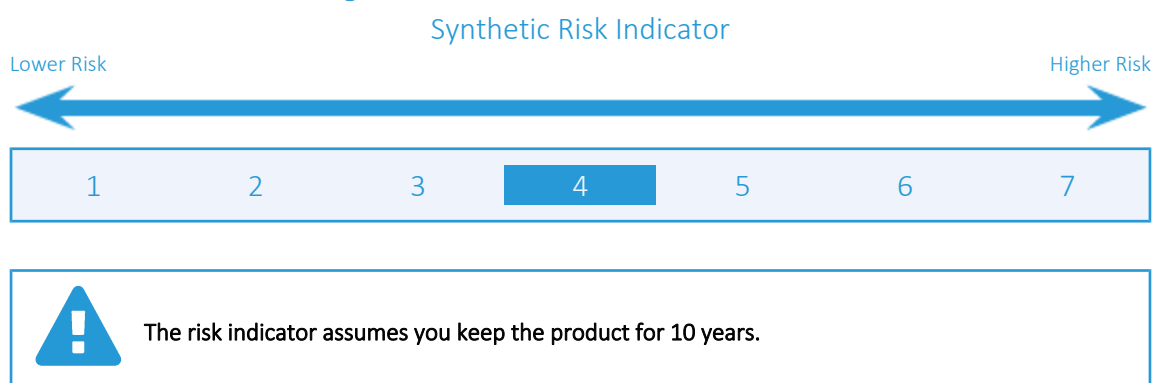 Synthetic Risk Indicator
Lower Risk Higher Risk
1 2 3 4 5 6 7
The risk indicator assumes you keep the product for 10 years.